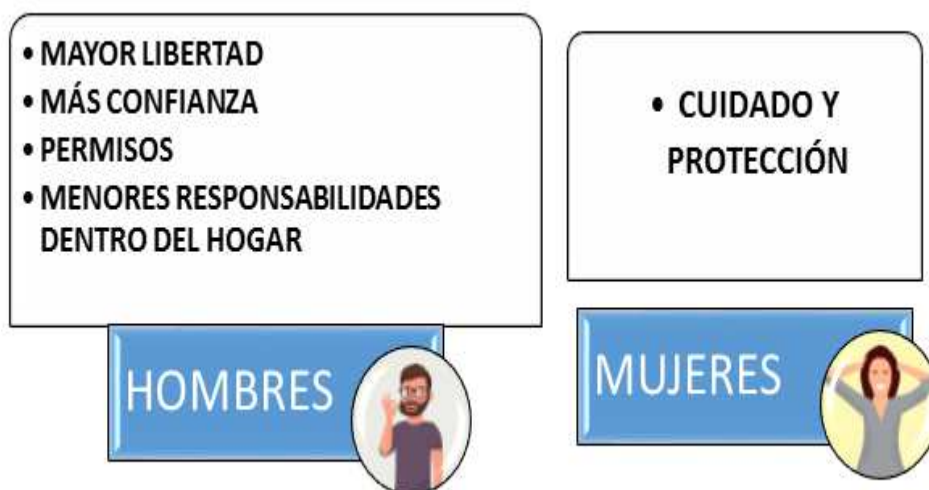 • MAYOR LIBERTAD
• MÁS CONFIANZA
• PERMISOS
• MENORES RESPONSABILIDADES
DENTRO DEL HOGAR
HOMBRES
• CUIDADO Y
PROTECCIÓN
MUJERES